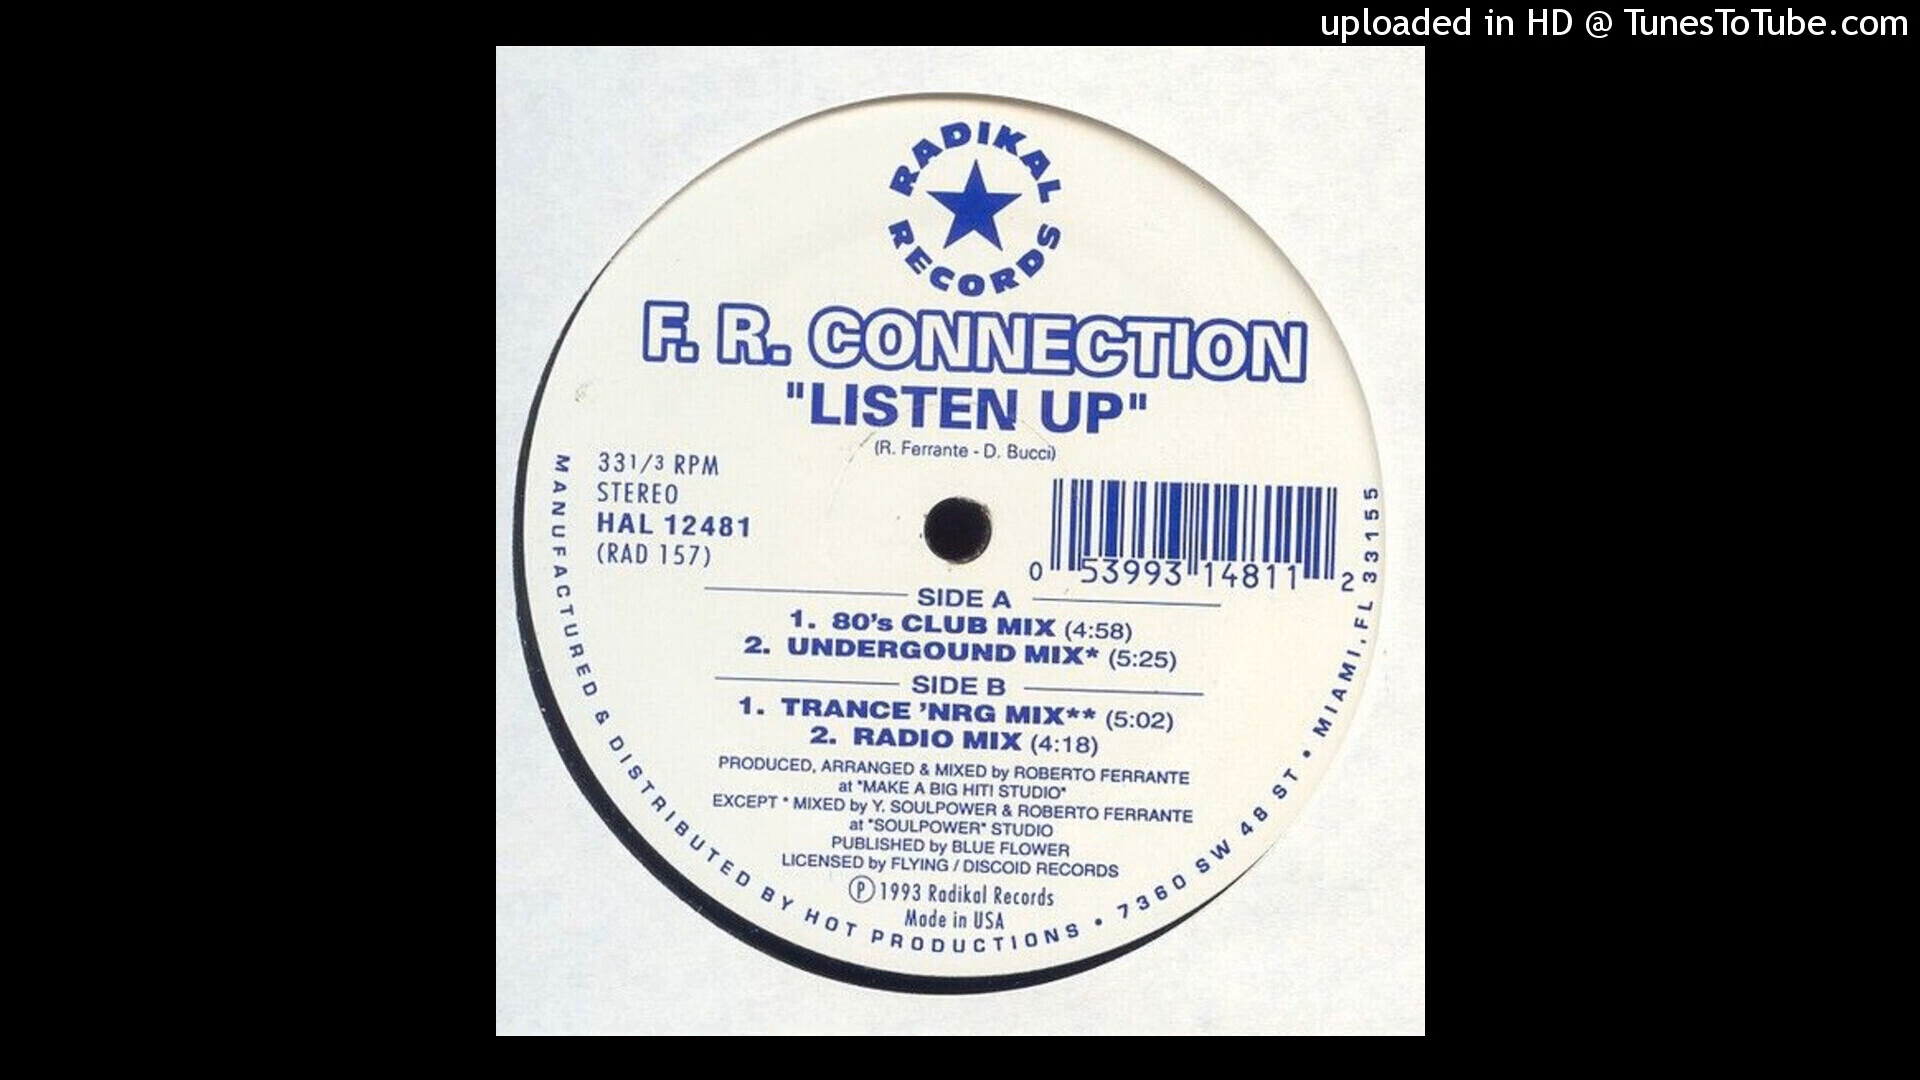 uploaded in HD @ TunesToTube.com
RADIKAL
RECORDS
F. R. CONNECTION
"LISTEN UP"
(R. Ferrante - D. Bucci)
33 1/3 RPM
STEREO
HAL 12481
(RAD 157)
0 53993 14811 2
SIDE A
1. 80's CLUB MIX (4:58)
2. UNDERGOUND MIX* (5:25)
SIDE B
1. TRANCE 'NRG MIX** (5:02)
2. RADIO MIX (4:18)
PRODUCED, ARRANGED & MIXED by ROBERTO FERRANTE
at "MAKE A BIG HIT! STUDIO"
EXCEPT * MIXED by Y. SOULPOWER & ROBERTO FERRANTE
at "SOULPOWER" STUDIO
PUBLISHED by BLUE FLOWER
LICENSED by FLYING / DISCOID RECORDS
Ⓟ 1993 Radikal Records
Made in USA
MANUFACTURED & DISTRIBUTED BY HOT PRODUCTIONS • 7360 SW 48 ST • MIAMI, FL 33155